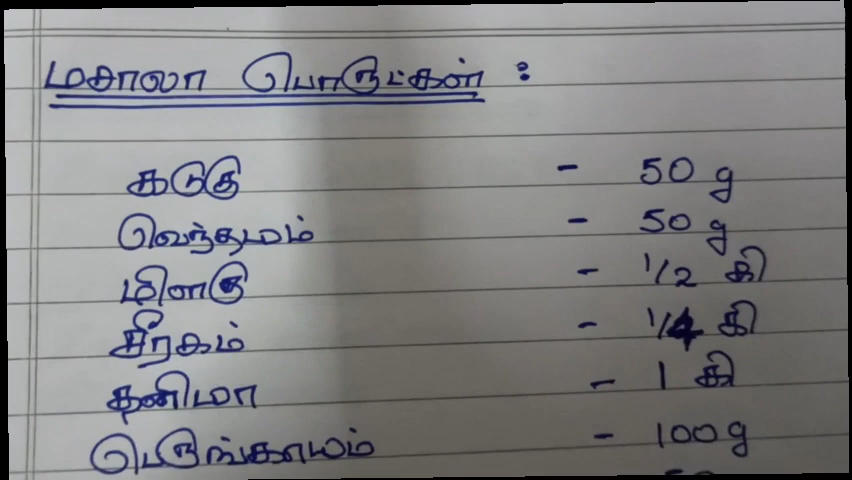 மசாலா பொருட்கள் :
கடுகு - 50 g
வெந்தயம் - 50 g
மிளகு - 1/2 கி
சீரகம் - 1/4 கி
தனியா - 1 கி
பெருங்காயம் - 100 g